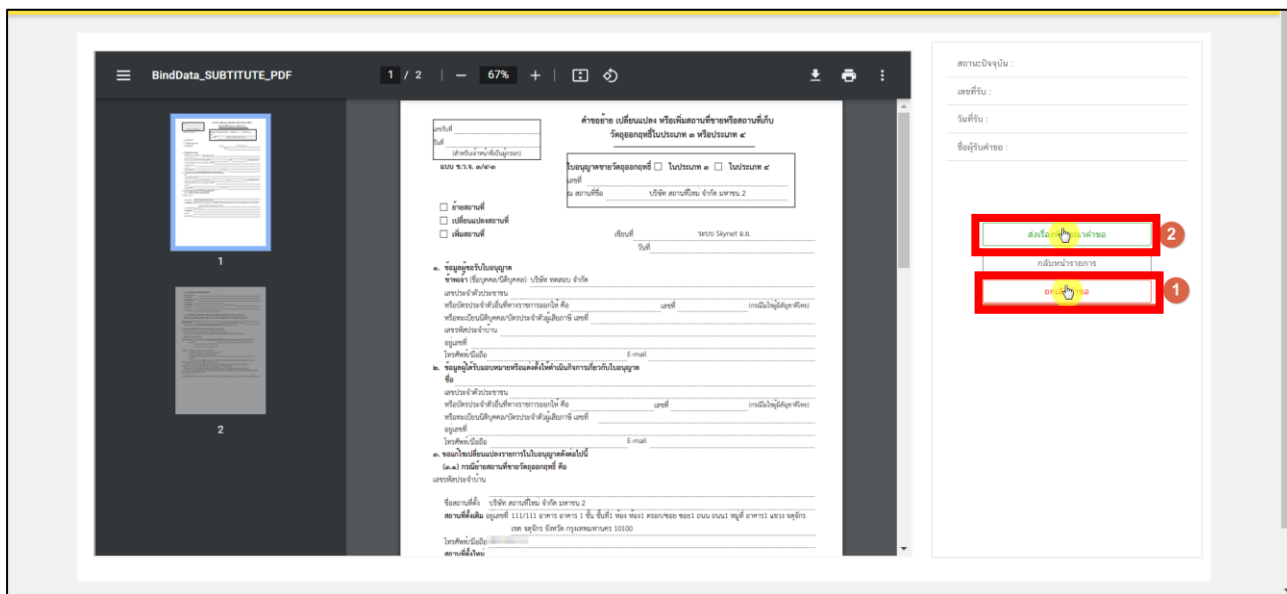 BindData_SUBTITUTE_PDF
1 / 2
67%
1
2
เลขรับที่
วันที่
(สำหรับเจ้าหน้าที่เป็นผู้กรอก)
คำขอย้าย เปลี่ยนแปลง หรือเพิ่มสถานที่ขายหรือสถานที่เก็บ
วัตถุออกฤทธิ์ในประเภท ๓ หรือประเภท ๔
ใบอนุญาตขายวัตถุออกฤทธิ์ ในประเภท ๓ ในประเภท ๔
เลขที่
ณ สถานที่ชื่อ บริษัท สถานที่ใหม่ จำกัด มหาชน 2
ย้ายสถานที่
เปลี่ยนแปลงสถานที่
เพิ่มสถานที่
เขียนที่ ระบบ Skynet อ.ย.
วันที่
๑. ข้อมูลผู้ขอรับใบอนุญาต
ข้าพเจ้า (ชื่อบุคคล/นิติบุคคล) บริษัท ทดสอบ จำกัด
เลขประจำตัวประชาชน
หรือบัตรประจำตัวอื่นที่ทางราชการออกให้ คือ เลขที่ (กรณีไม่ใช่ผู้มีสัญชาติไทย)
หรือทะเบียนนิติบุคคล/บัตรประจำตัวผู้เสียภาษี เลขที่
เลขรหัสประจำบ้าน
อยู่เลขที่
โทรศัพท์/มือถือ E-mail
๒. ข้อมูลผู้ได้รับมอบหมายหรือแต่งตั้งให้ดำเนินกิจการเกี่ยวกับใบอนุญาต
ชื่อ
เลขประจำตัวประชาชน
หรือบัตรประจำตัวอื่นที่ทางราชการออกให้ คือ เลขที่ (กรณีไม่ใช่ผู้มีสัญชาติไทย)
หรือทะเบียนนิติบุคคล/บัตรประจำตัวผู้เสียภาษี เลขที่
อยู่เลขที่
โทรศัพท์/มือถือ E-mail
๓. ขอแก้ไขเปลี่ยนแปลงรายการในใบอนุญาตดังต่อไปนี้
(๓.๑) กรณีย้ายสถานที่ขายวัตถุออกฤทธิ์ คือ
เลขรหัสประจำบ้าน
ชื่อสถานที่ตั้ง บริษัท สถานที่ใหม่ จำกัด มหาชน 2
สถานที่ตั้งเดิม อยู่เลขที่ 111/111 อาคาร อาคาร 1 ชั้น ชั้นที่1 ห้อง ห้อง1 ตรอก/ซอย ซอย1 ถนน ถนน1 หมู่ที่ อาคาร1 แขวง จตุจักร
เขต จตุจักร จังหวัด กรุงเทพมหานคร 10100
โทรศัพท์/มือถือ
สถานที่ตั้งใหม่
สถานะปัจจุบัน :
เลขที่รับ :
วันที่รับ :
ชื่อผู้รับคำขอ :
2
กลับหน้ารายการ
1